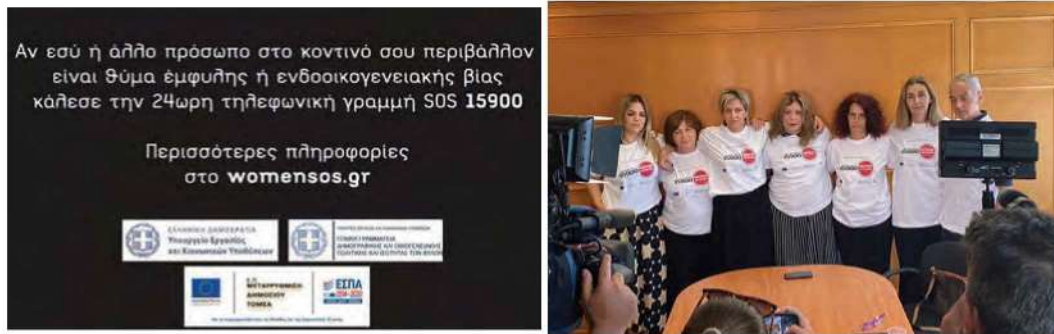 Αν εσύ ή άλλο πρόσωπο στο κοντινό σου περιβάλλον
είναι θύμα έμφυλης ή ενδοοικογενειακής βίας
κάλεσε την 24ωρη τηλεφωνική γραμμή SOS 15900
Περισσότερες πληροφορίες
στο womensos.gr
ΕΛΛΗΝΙΚΗ ΔΗΜΟΚΡΑΤΙΑ
Υπουργείο Εργασίας
και Κοινωνικών Υποθέσεων
ΓΕΝΙΚΗ ΓΡΑΜΜΑΤΕΙΑ
ΔΗΜΟΓΡΑΦΙΚΗΣ ΚΑΙ ΟΙΚΟΓΕΝΕΙΑΚΗΣ
ΠΟΛΙΤΙΚΗΣ ΚΑΙ ΙΣΟΤΗΤΑΣ ΤΩΝ ΦΥΛΩΝ
Ε.Π.
ΜΕΤΑΡΡΥΘΜΙΣΗ
ΔΗΜΟΣΙΟΥ
ΤΟΜΕΑ
ΕΣΠΑ
2014-2020